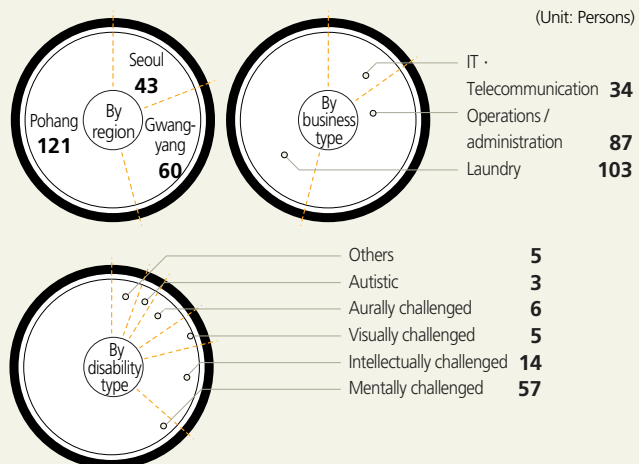 (Unit: Persons)
By
region
Seoul
43
Gwang-
yang
60
Pohang
121
By
business
type
IT ·
Telecommunication 34
Operations /
administration 87
Laundry 103
By
disability
type
Others 5
Autistic 3
Aurally challenged 6
Visually challenged 5
Intellectually challenged 14
Mentally challenged 57